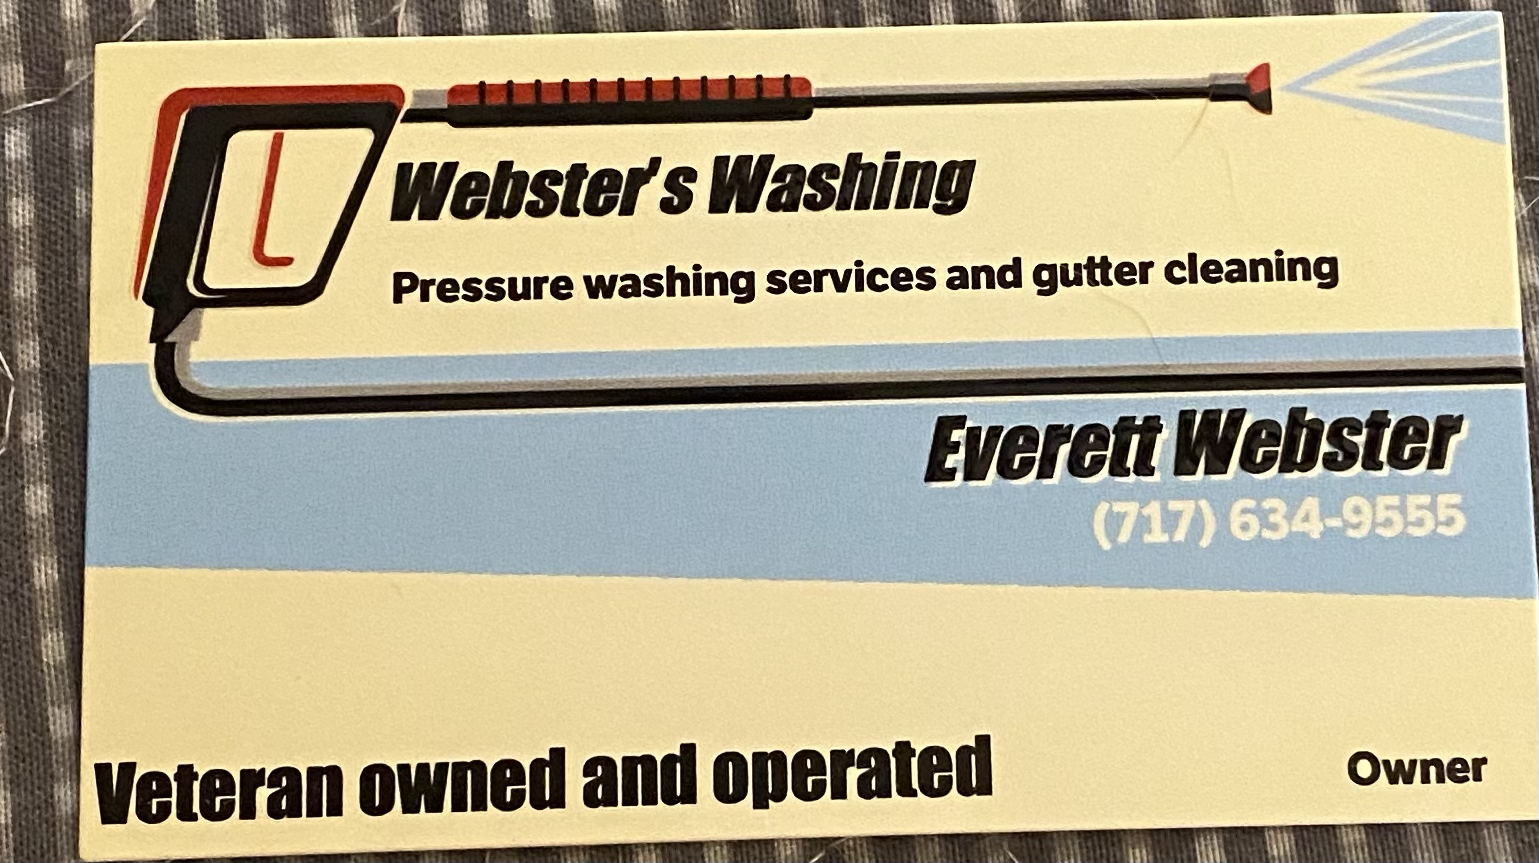 Webster's Washing
Pressure washing services and gutter cleaning
Everett Webster
(717) 634-9555
Veteran owned and operated
Owner